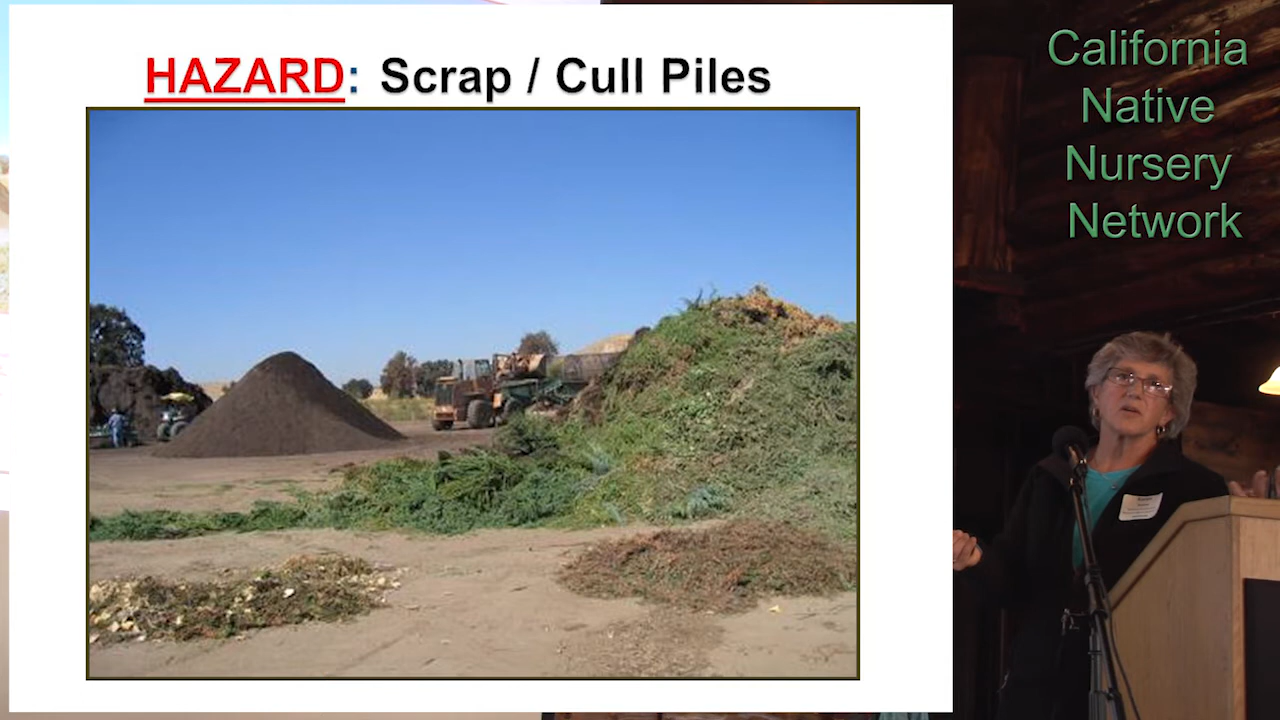 HAZARD: Scrap / Cull Piles
California
Native
Nursery
Network